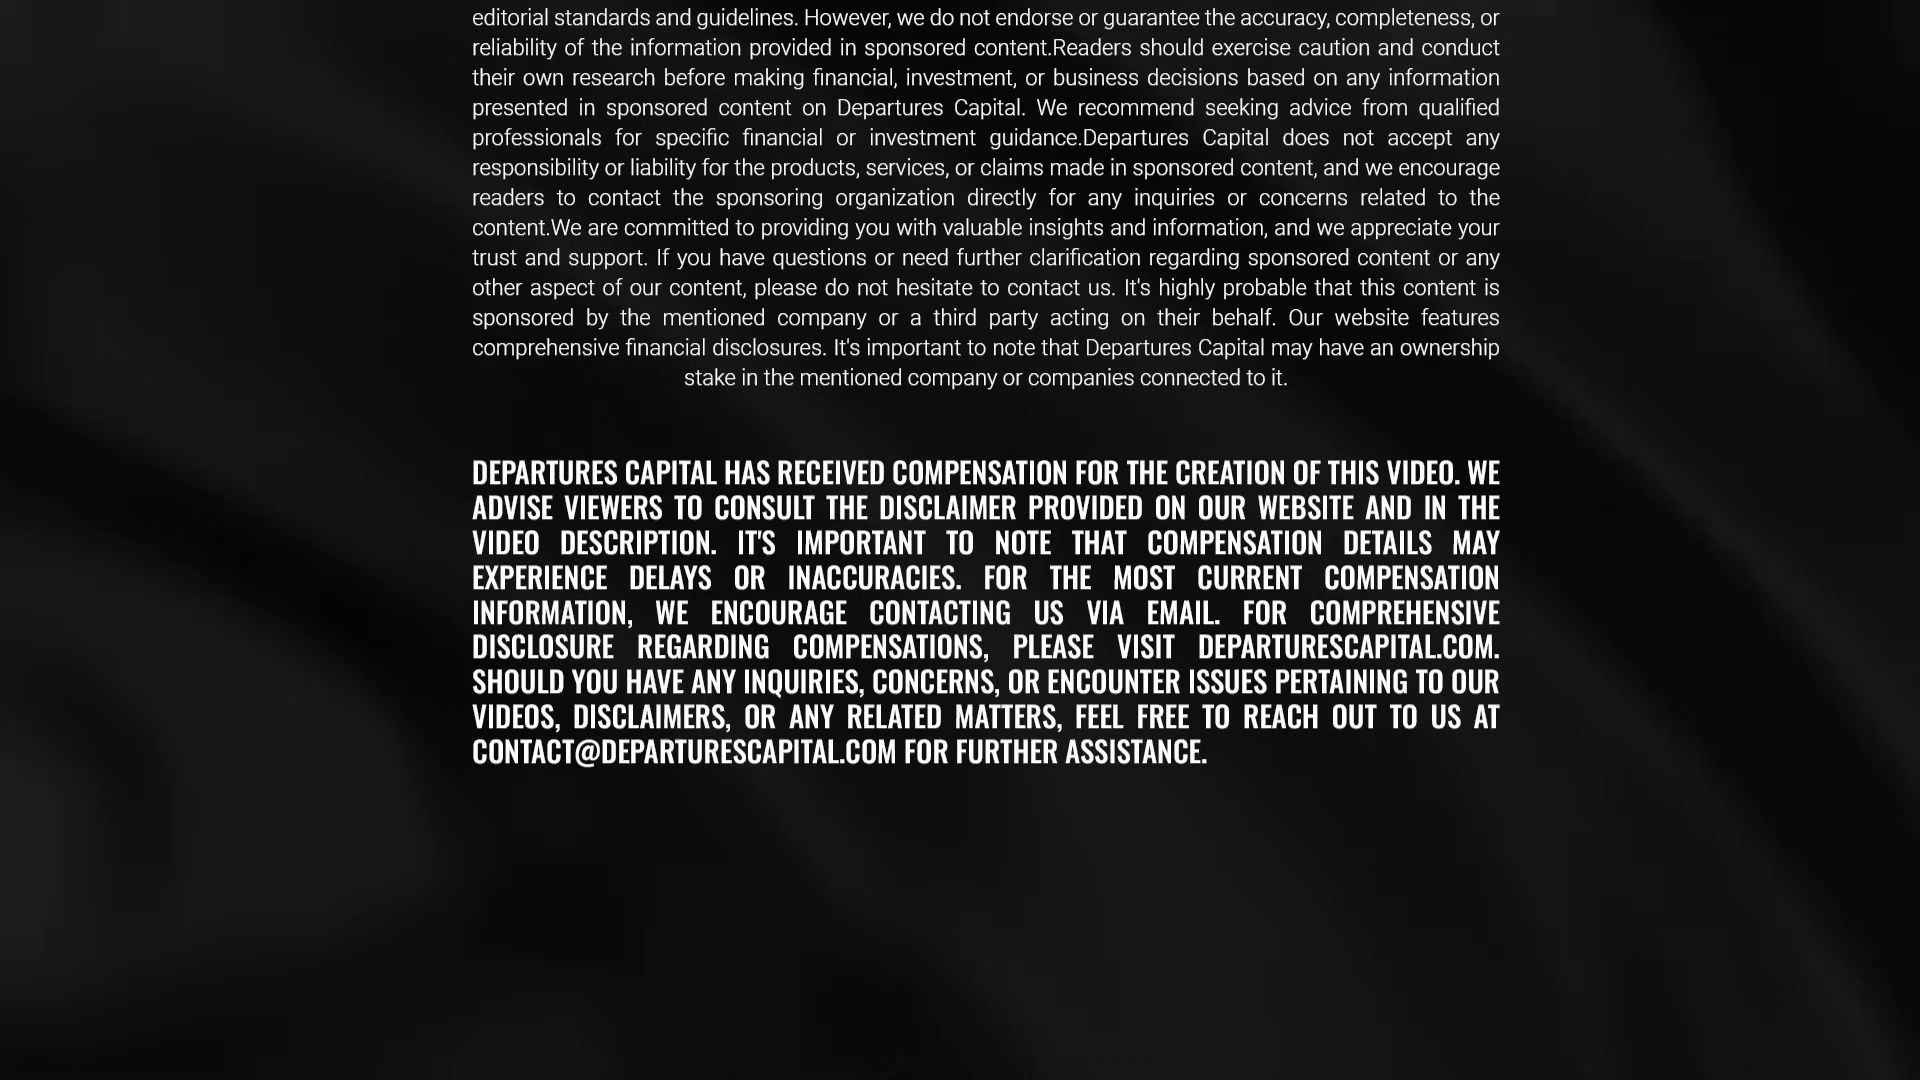 editorial standards and guidelines. However, we do not endorse or guarantee the accuracy, completeness, or
reliability of the information provided in sponsored content.Readers should exercise caution and conduct
their own research before making financial, investment, or business decisions based on any information
presented in sponsored content on Departures Capital. We recommend seeking advice from qualified
professionals for specific financial or investment guidance.Departures Capital does not accept any
responsibility or liability for the products, services, or claims made in sponsored content, and we encourage
readers to contact the sponsoring organization directly for any inquiries or concerns related to the
content.We are committed to providing you with valuable insights and information, and we appreciate your
trust and support. If you have questions or need further clarification regarding sponsored content or any
other aspect of our content, please do not hesitate to contact us. It's highly probable that this content is
sponsored by the mentioned company or a third party acting on their behalf. Our website features
comprehensive financial disclosures. It's important to note that Departures Capital may have an ownership
stake in the mentioned company or companies connected to it.
DEPARTURES CAPITAL HAS RECEIVED COMPENSATION FOR THE CREATION OF THIS VIDEO. WE
ADVISE VIEWERS TO CONSULT THE DISCLAIMER PROVIDED ON OUR WEBSITE AND IN THE
VIDEO DESCRIPTION. IT'S IMPORTANT TO NOTE THAT COMPENSATION DETAILS MAY
EXPERIENCE DELAYS OR INACCURACIES. FOR THE MOST CURRENT COMPENSATION
INFORMATION, WE ENCOURAGE CONTACTING US VIA EMAIL. FOR COMPREHENSIVE
DISCLOSURE REGARDING COMPENSATIONS, PLEASE VISIT DEPARTURESCAPITAL.COM.
SHOULD YOU HAVE ANY INQUIRIES, CONCERNS, OR ENCOUNTER ISSUES PERTAINING TO OUR
VIDEOS, DISCLAIMERS, OR ANY RELATED MATTERS, FEEL FREE TO REACH OUT TO US AT
CONTACT@DEPARTURESCAPITAL.COM FOR FURTHER ASSISTANCE.